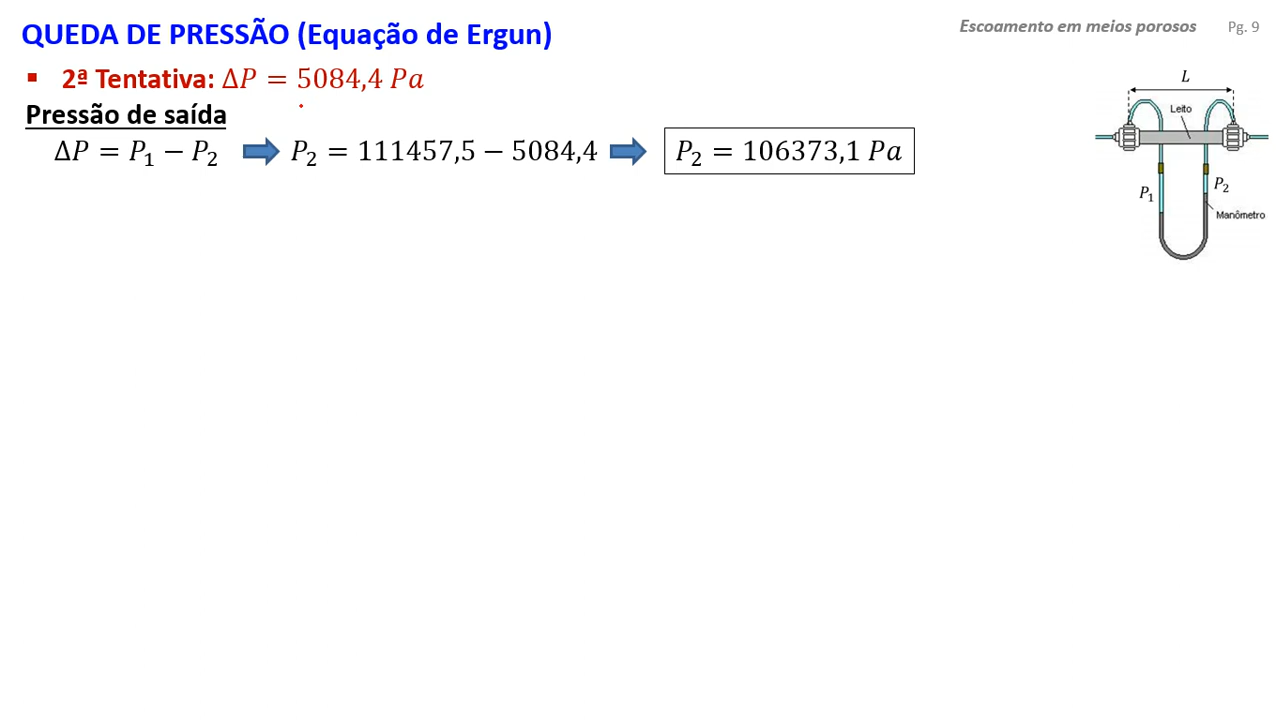 QUEDA DE PRESSÃO (Equação de Ergun)
Escoamento em meios porosos Pg. 9
▪ 2ª Tentativa: ΔP = 5084,4 Pa
Pressão de saída
ΔP = P₁ − P₂ P₂ = 111457,5 − 5084,4 P₂ = 106373,1 Pa
L
Leito
P₁ P₂
Manômetro